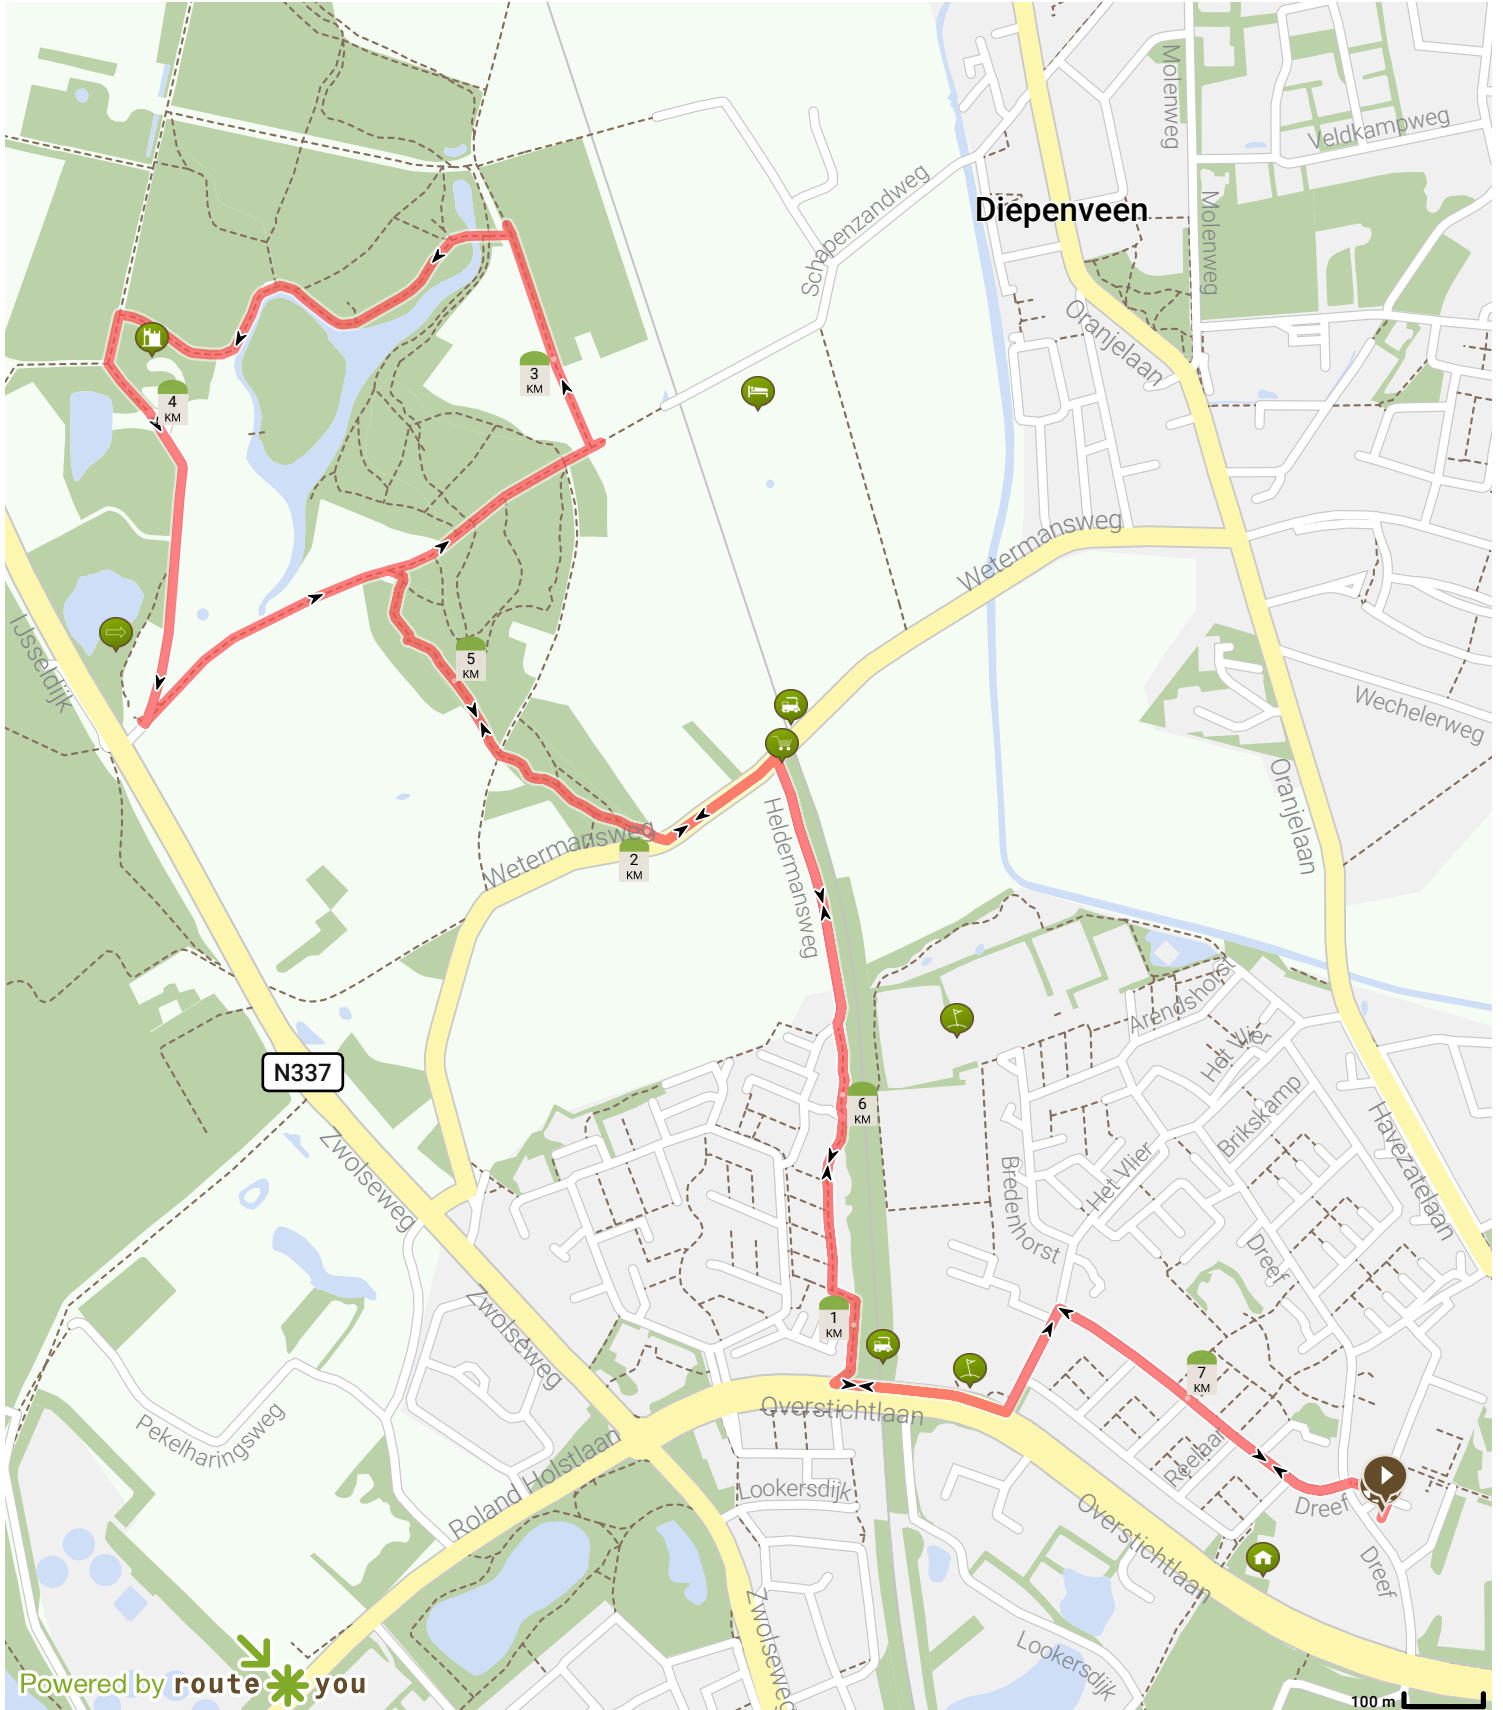 Molenweg
Veldkampweg
Schapenzandweg
Diepenveen
Molenweg
Oranjelaan
3
KM
4
KM
Wetermansweg
IJsseldijk
5
KM
Wechelerweg
Oranjelaan
Heldermansweg
Wetermansweg
2
KM
Arendshorst
Het Vlier
N337
6
KM
Brikskamp
Havezatelaan
Zwolseweg
Het Vlier
Bredenhorst
Dreef
Zwolseweg
1
KM
7
KM
Overstichtlaan
Pekelharingsweg
Roland Holstlaan
Reelaan
Lookersdijk
Dreef
Overstichtlaan
Dreef
Zwolseweg
Lookersdijk
Powered by routeyou
100 m